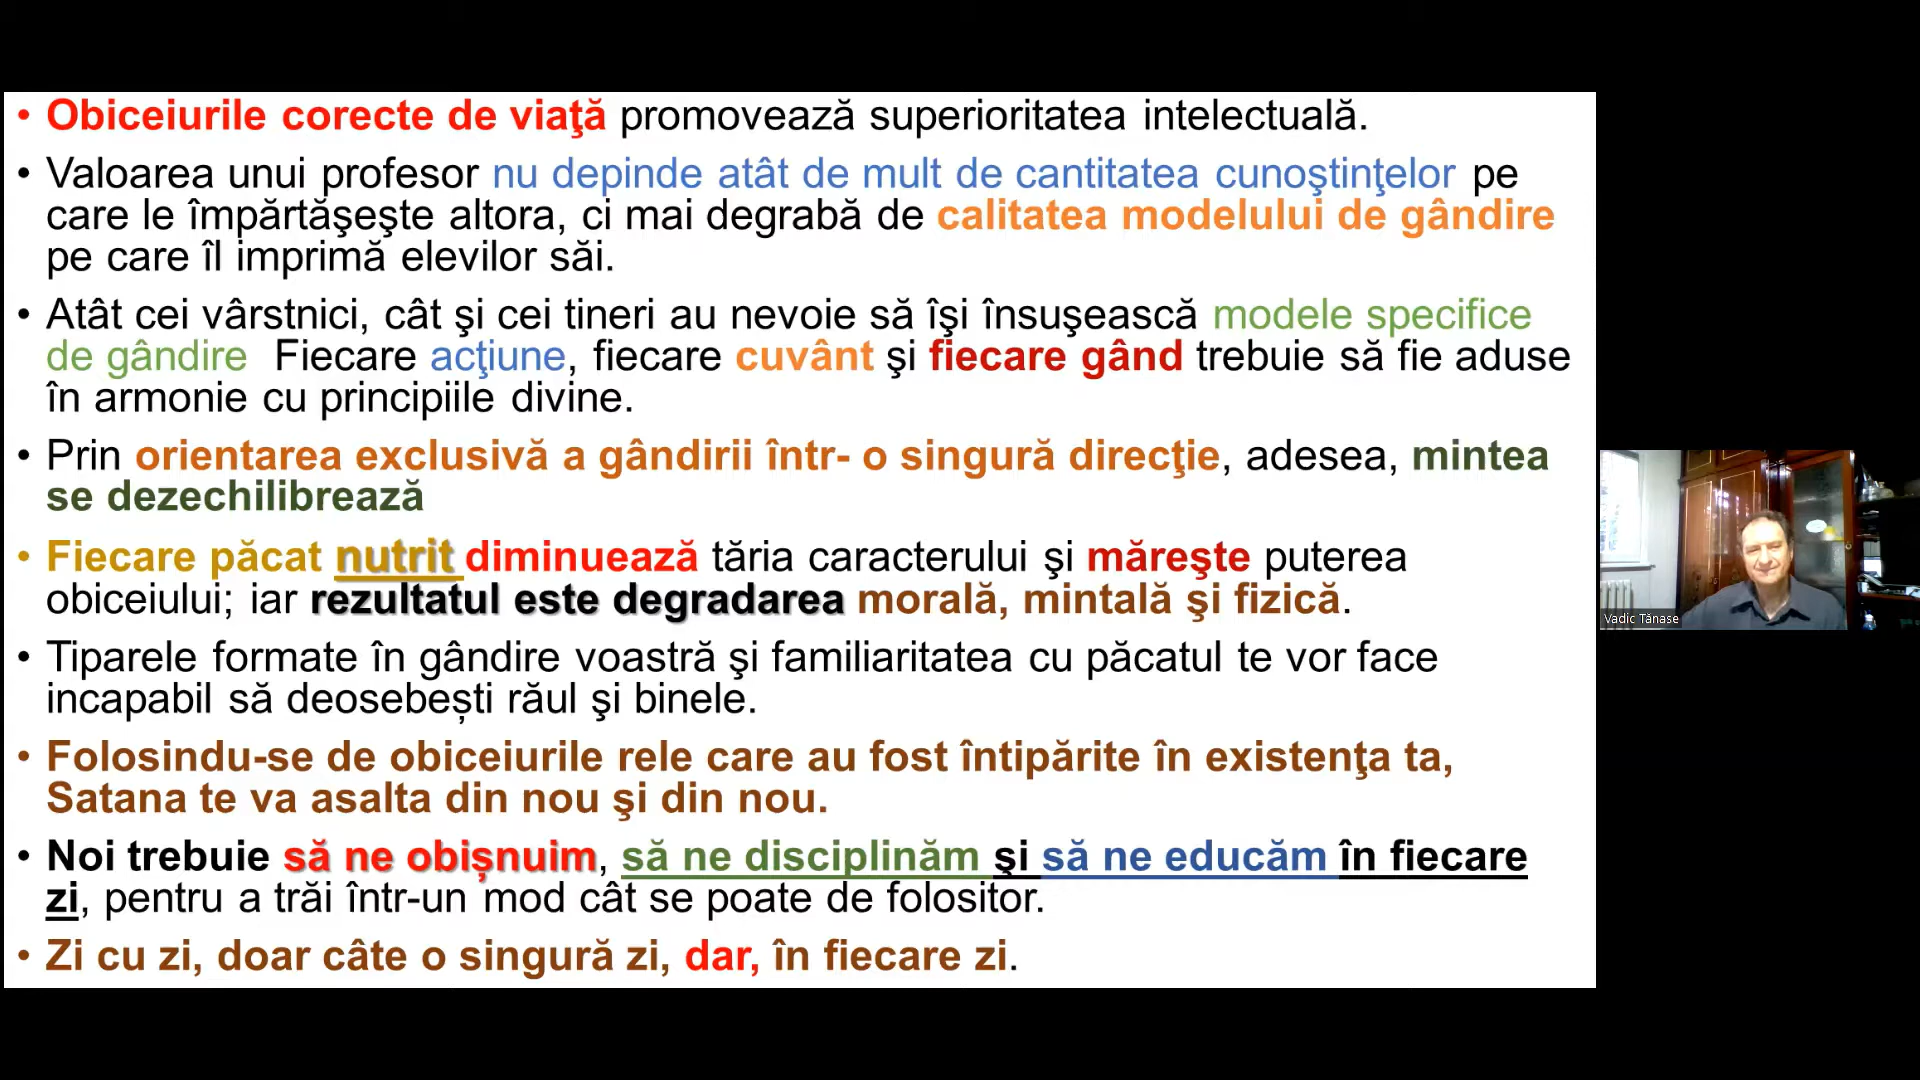 • Obiceiurile corecte de viaţă promovează superioritatea intelectuală.
• Valoarea unui profesor nu depinde atât de mult de cantitatea cunoştinţelor pe
care le împărtăşeşte altora, ci mai degrabă de calitatea modelului de gândire
pe care îl imprimă elevilor săi.
• Atât cei vârstnici, cât şi cei tineri au nevoie să îşi însuşească modele specifice
de gândire  Fiecare acţiune, fiecare cuvânt şi fiecare gând trebuie să fie aduse
în armonie cu principiile divine.
• Prin orientarea exclusivă a gândirii într- o singură direcţie, adesea, mintea
se dezechilibrează
• Fiecare păcat nutrit diminuează tăria caracterului şi măreşte puterea
obiceiului; iar rezultatul este degradarea morală, mintală şi fizică.
• Tiparele formate în gândire voastră şi familiaritatea cu păcatul te vor face
incapabil să deosebești răul şi binele.
• Folosindu-se de obiceiurile rele care au fost întipărite în existenţa ta,
Satana te va asalta din nou şi din nou.
• Noi trebuie să ne obișnuim, să ne disciplinăm şi să ne educăm în fiecare
zi, pentru a trăi într-un mod cât se poate de folositor.
• Zi cu zi, doar câte o singură zi, dar, în fiecare zi.
Vadic Tănase